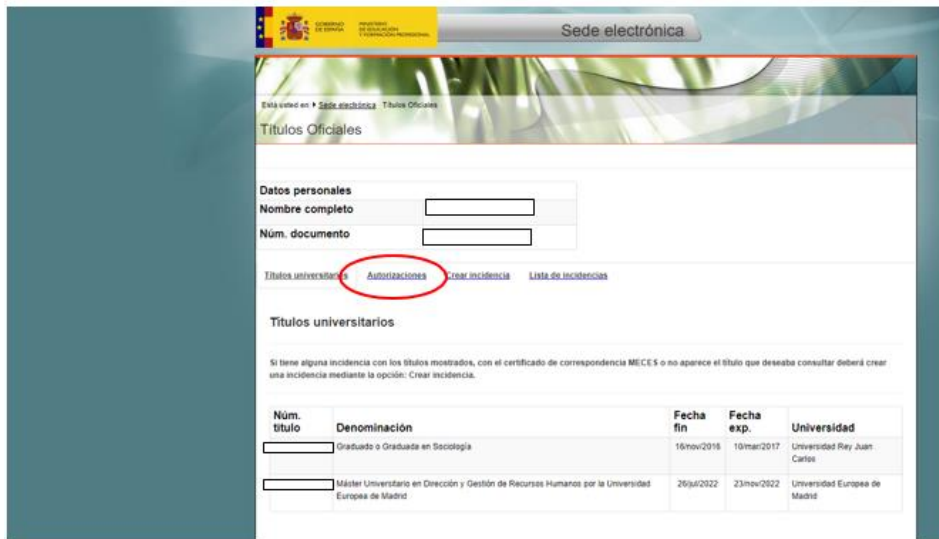 GOBIERNO DE ESPAÑA
MINISTERIO DE EDUCACIÓN Y FORMACIÓN PROFESIONAL
Sede electrónica
Está usted en: Sede electrónica Títulos Oficiales
Títulos Oficiales
Datos personales
Nombre completo
Núm. documento
Títulos universitarios Autorizaciones Crear incidencia Lista de incidencias
Títulos universitarios
Si tiene alguna incidencia con los títulos mostrados, con el certificado de correspondencia MECES o no aparece el título que deseaba consultar deberá crear
una incidencia mediante la opción: Crear incidencia.
Núm. título Denominación Fecha fin Fecha exp. Universidad
Graduado o Graduada en Sociología 16/nov/2016 10/mar/2017 Universidad Rey Juan Carlos
Máster Universitario en Dirección y Gestión de Recursos Humanos por la Universidad Europea de Madrid 26/jul/2022 23/nov/2022 Universidad Europea de Madrid